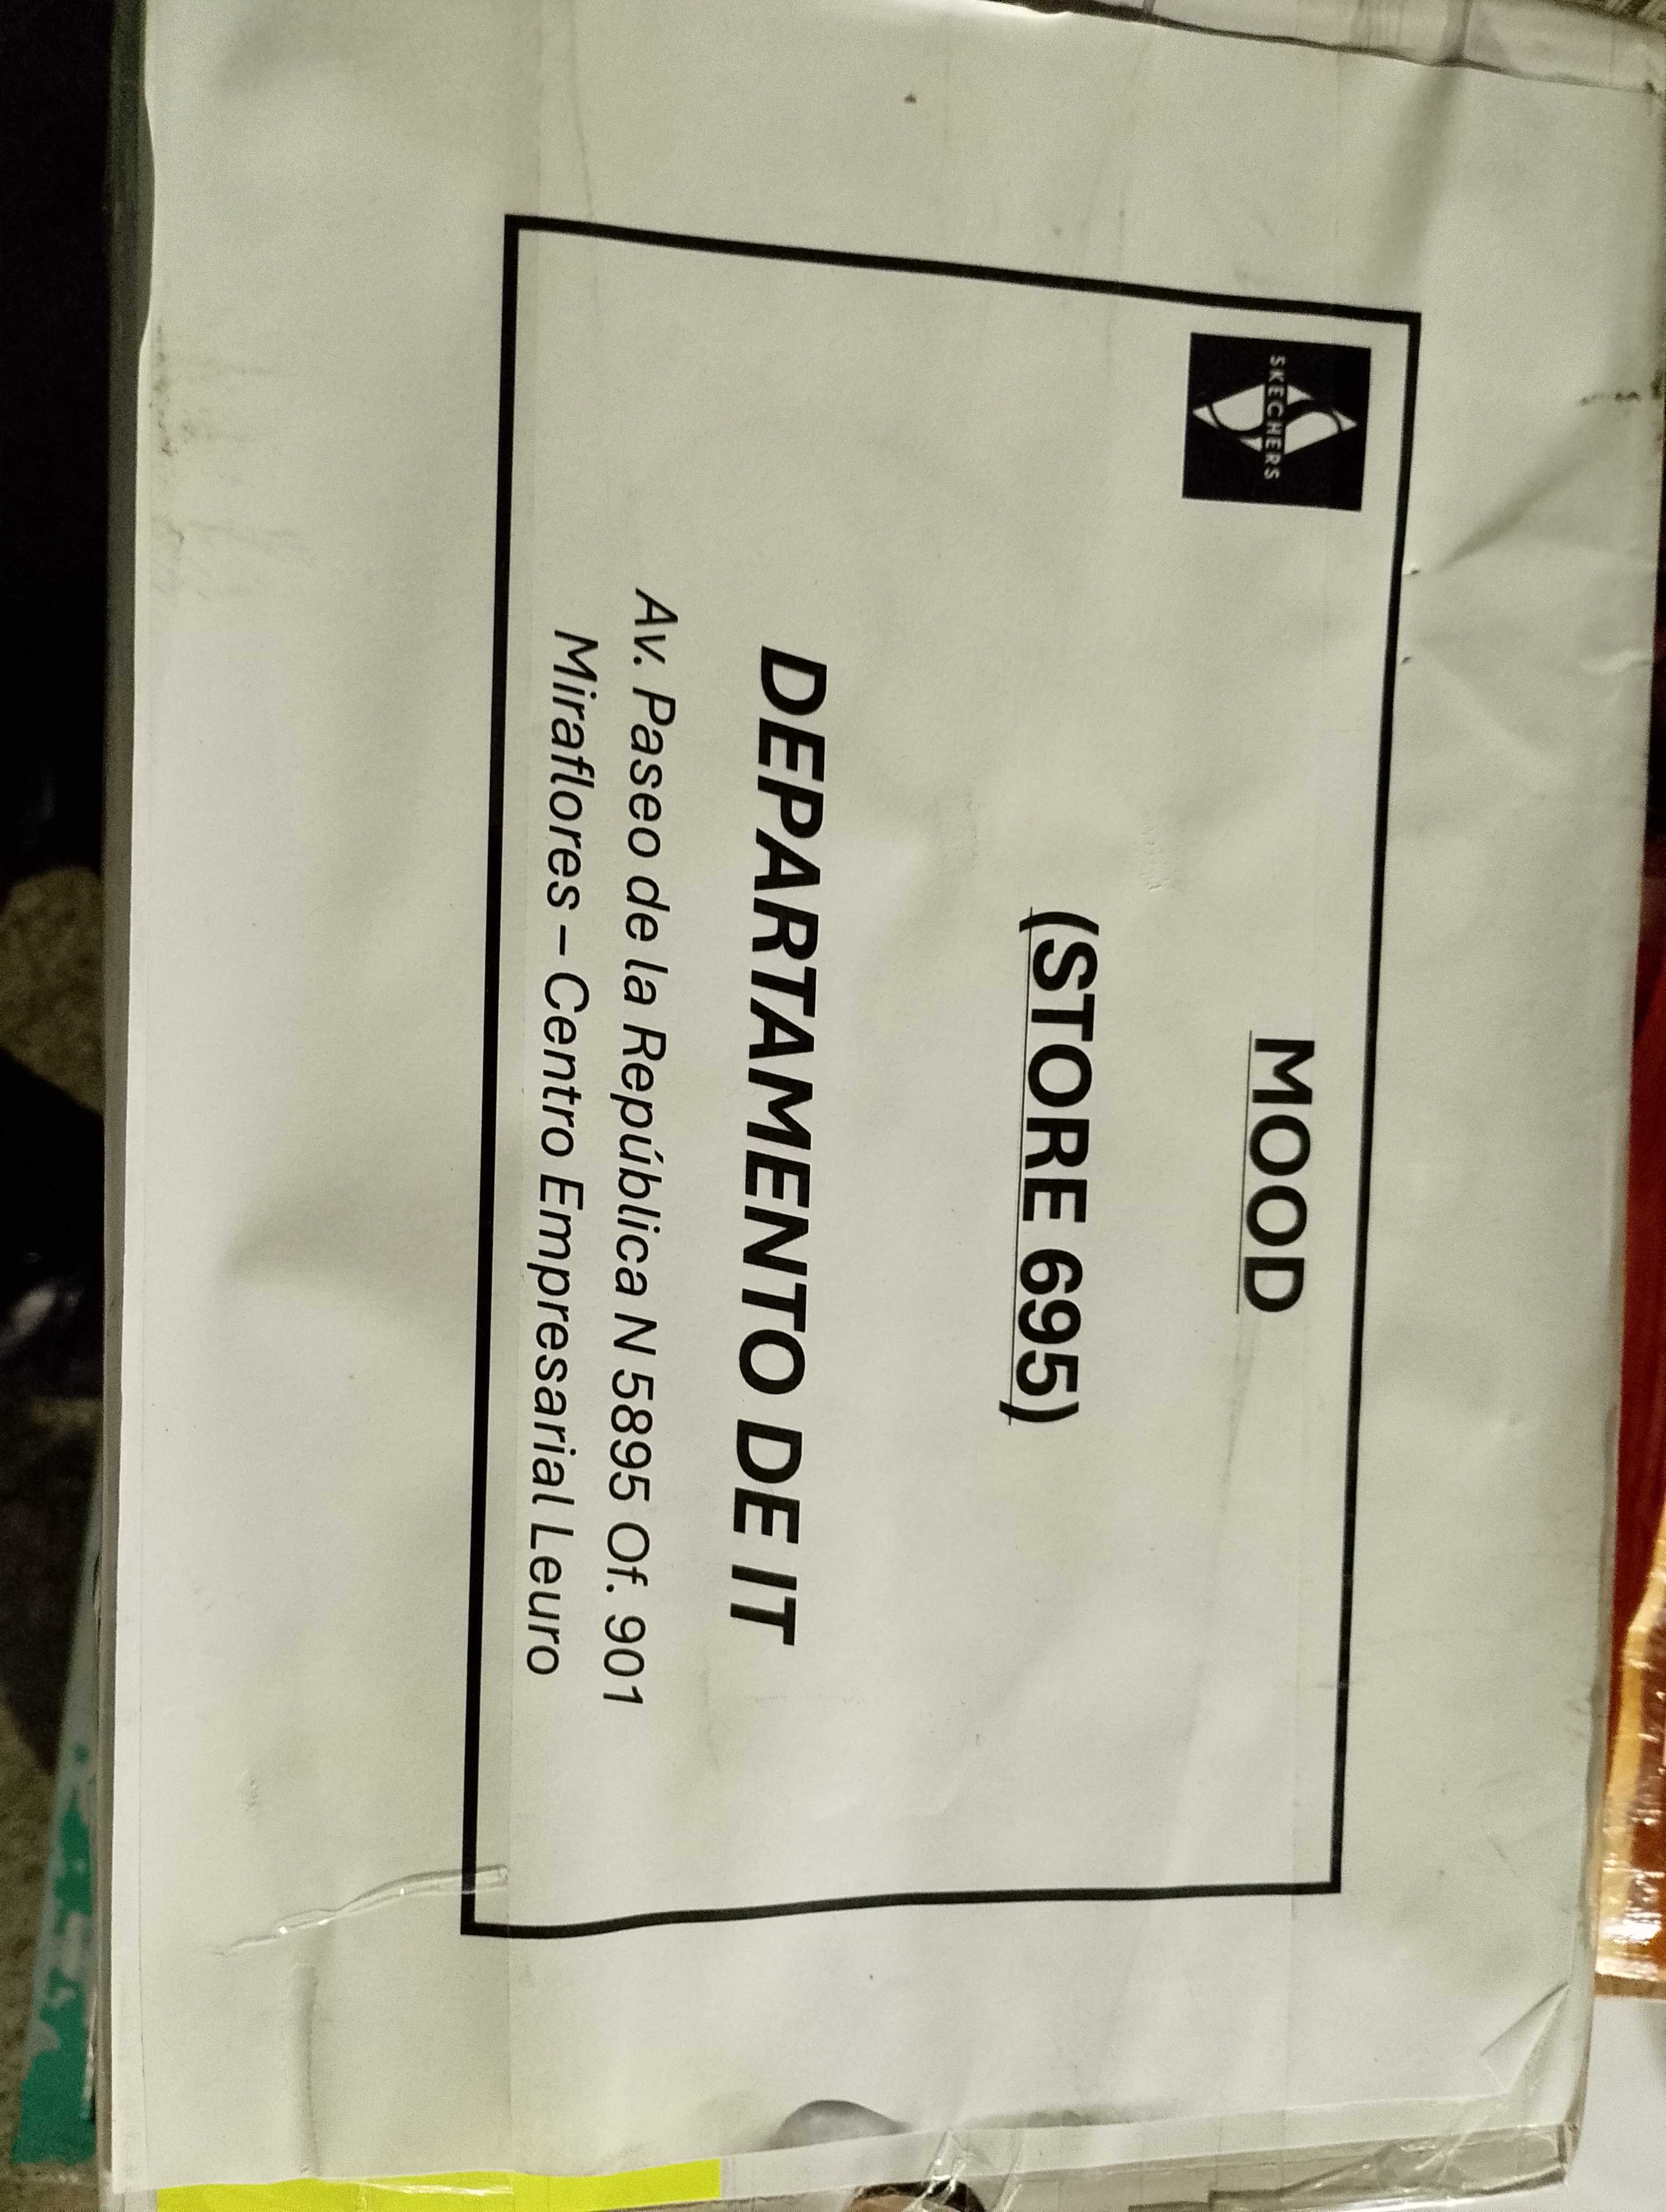 SKECHERS
MOOD
(STORE 695)
DEPARTAMENTO DE IT
Av. Paseo de la República N 5895 Of. 901
Miraflores – Centro Empresarial Leuro